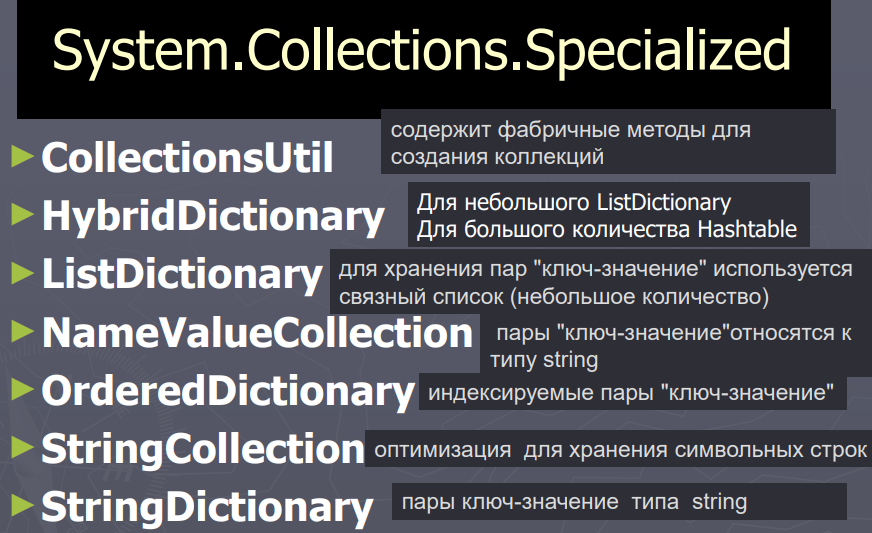 System.Collections.Specialized
CollectionsUtil
содержит фабричные методы для
создания коллекций
HybridDictionary
Для небольшого ListDictionary
Для большого количества Hashtable
ListDictionary
для хранения пар "ключ-значение" используется
связный список (небольшое количество)
NameValueCollection
пары "ключ-значение"относятся к
типу string
OrderedDictionary
индексируемые пары "ключ-значение"
StringCollection
оптимизация для хранения символьных строк
StringDictionary
пары ключ-значение типа string